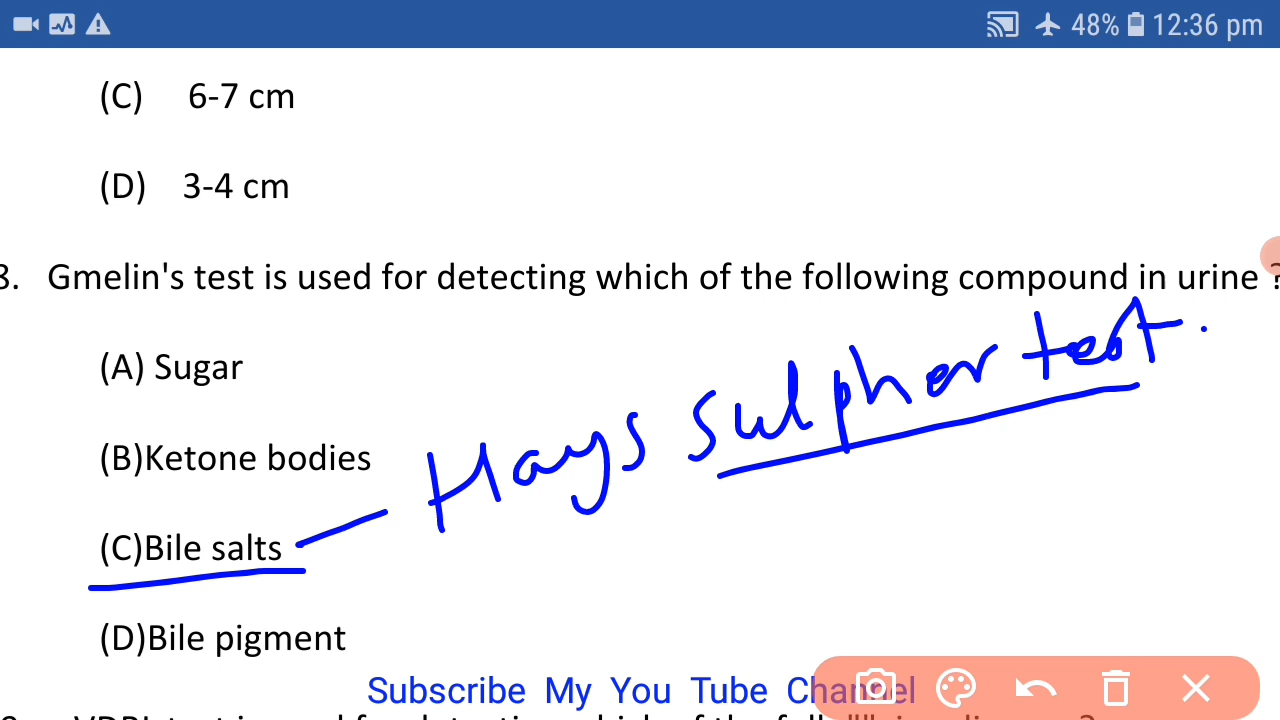 48% 12:36 pm
(C) 6-7 cm
(D) 3-4 cm
3. Gmelin's test is used for detecting which of the following compound in urine ?
(A) Sugar
(B)Ketone bodies
Hays sulphor test.
(C)Bile salts
(D)Bile pigment
Subscribe My You Tube Channel